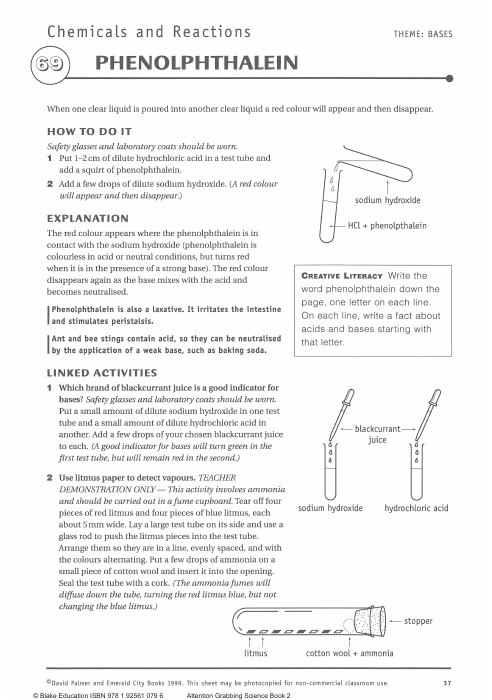 Chemicals and Reactions
THEME: BASES
69
PHENOLPHTHALEIN
When one clear liquid is poured into another clear liquid a red colour will appear and then disappear.
HOW TO DO IT
Safety glasses and laboratory coats should be worn.
1 Put 1–2 cm of dilute hydrochloric acid in a test tube and
add a squirt of phenolphthalein.
2 Add a few drops of dilute sodium hydroxide. (A red colour
will appear and then disappear.)
sodium hydroxide
HCl + phenolpthalein
EXPLANATION
The red colour appears where the phenolphthalein is in
contact with the sodium hydroxide (phenolphthalein is
colourless in acid or neutral conditions, but turns red
when it is in the presence of a strong base). The red colour
disappears again as the base mixes with the acid and
becomes neutralised.
Phenolphthalein is also a laxative. It irritates the intestine
and stimulates peristalsis.
Ant and bee stings contain acid, so they can be neutralised
by the application of a weak base, such as baking soda.
CREATIVE LITERACY Write the
word phenolphthalein down the
page, one letter on each line.
On each line, write a fact about
acids and bases starting with
that letter.
LINKED ACTIVITIES
1 Which brand of blackcurrant juice is a good indicator for
bases? Safety glasses and laboratory coats should be worn.
Put a small amount of dilute sodium hydroxide in one test
tube and a small amount of dilute hydrochloric acid in
another. Add a few drops of your chosen blackcurrant juice
to each. (A good indicator for bases will turn green in the
first test tube, but will remain red in the second.)
2 Use litmus paper to detect vapours. TEACHER
DEMONSTRATION ONLY — This activity involves ammonia
and should be carried out in a fume cupboard. Tear off four
pieces of red litmus and four pieces of blue litmus, each
about 5 mm wide. Lay a large test tube on its side and use a
glass rod to push the litmus pieces into the test tube.
Arrange them so they are in a line, evenly spaced, and with
the colours alternating. Put a few drops of ammonia on a
small piece of cotton wool and insert it into the opening.
Seal the test tube with a cork. (The ammonia fumes will
diffuse down the tube, turning the red litmus blue, but not
changing the blue litmus.)
blackcurrant
juice
sodium hydroxide
hydrochloric acid
stopper
litmus
cotton wool + ammonia
©David Palmer and Emerald City Books 1999. This sheet may be photocopied for non-commercial classroom use.
37
© Blake Education ISBN 978 1 92561 079 6
Attention Grabbing Science Book 2